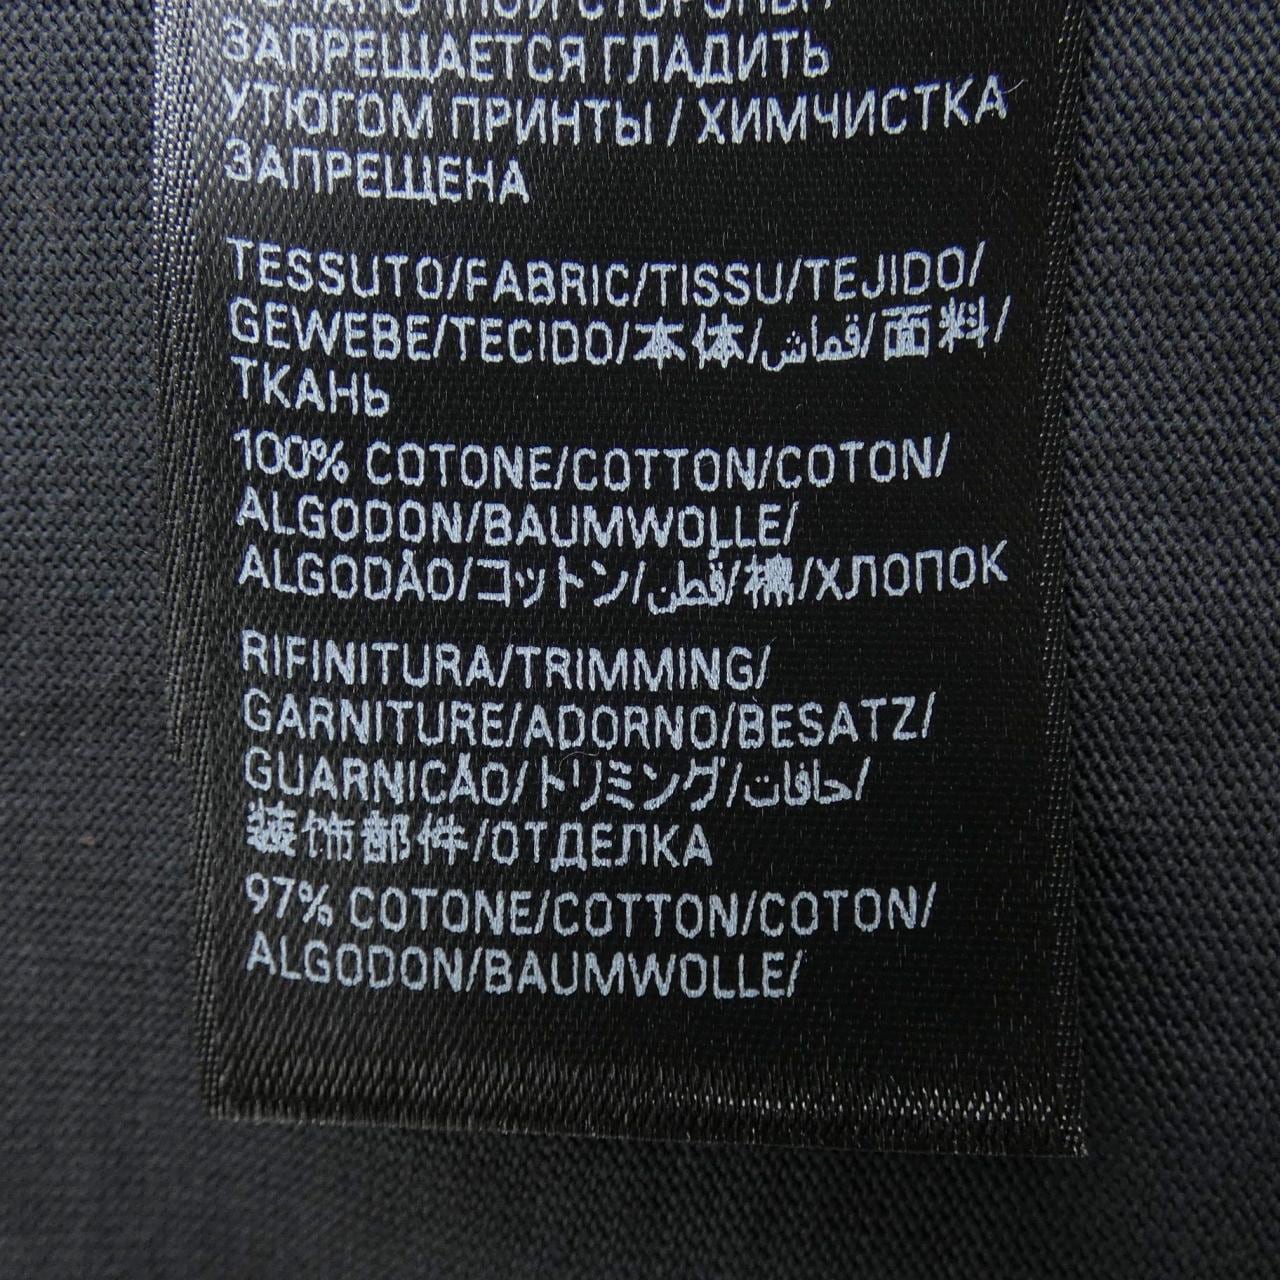 ЗАПРЕЩАЕТСЯ ГЛАДИТЬ
УТЮГОМ ПРИНТЫ / ХИМЧИСТКА
ЗАПРЕЩЕНА
TESSUTO/FABRIC/TISSU/TEJIDO/
GEWEBE/TECIDO/本体/قماش/面料/
ТКАНЬ
100% COTONE/COTTON/COTON/
ALGODON/BAUMWOLLE/
ALGODÃO/コットン/قطن/棉/ХЛОПОК
RIFINITURA/TRIMMING/
GARNITURE/ADORNO/BESATZ/
GUARNICÃO/トリミング/حافات/
装饰部件/ОТДЕЛКА
97% COTONE/COTTON/COTON/
ALGODON/BAUMWOLLE/